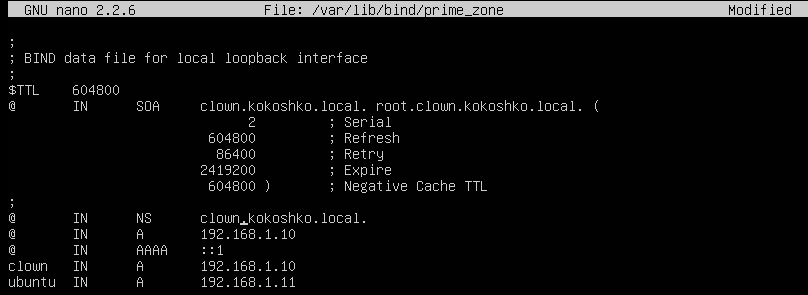 GNU nano 2.2.6 File: /var/lib/bind/prime_zone Modified
;
; BIND data file for local loopback interface
;
$TTL 604800
@ IN SOA clown.kokoshko.local. root.clown.kokoshko.local. (
2 ; Serial
604800 ; Refresh
86400 ; Retry
2419200 ; Expire
604800 ) ; Negative Cache TTL
;
@ IN NS clown.kokoshko.local.
@ IN A 192.168.1.10
@ IN AAAA ::1
clown IN A 192.168.1.10
ubuntu IN A 192.168.1.11